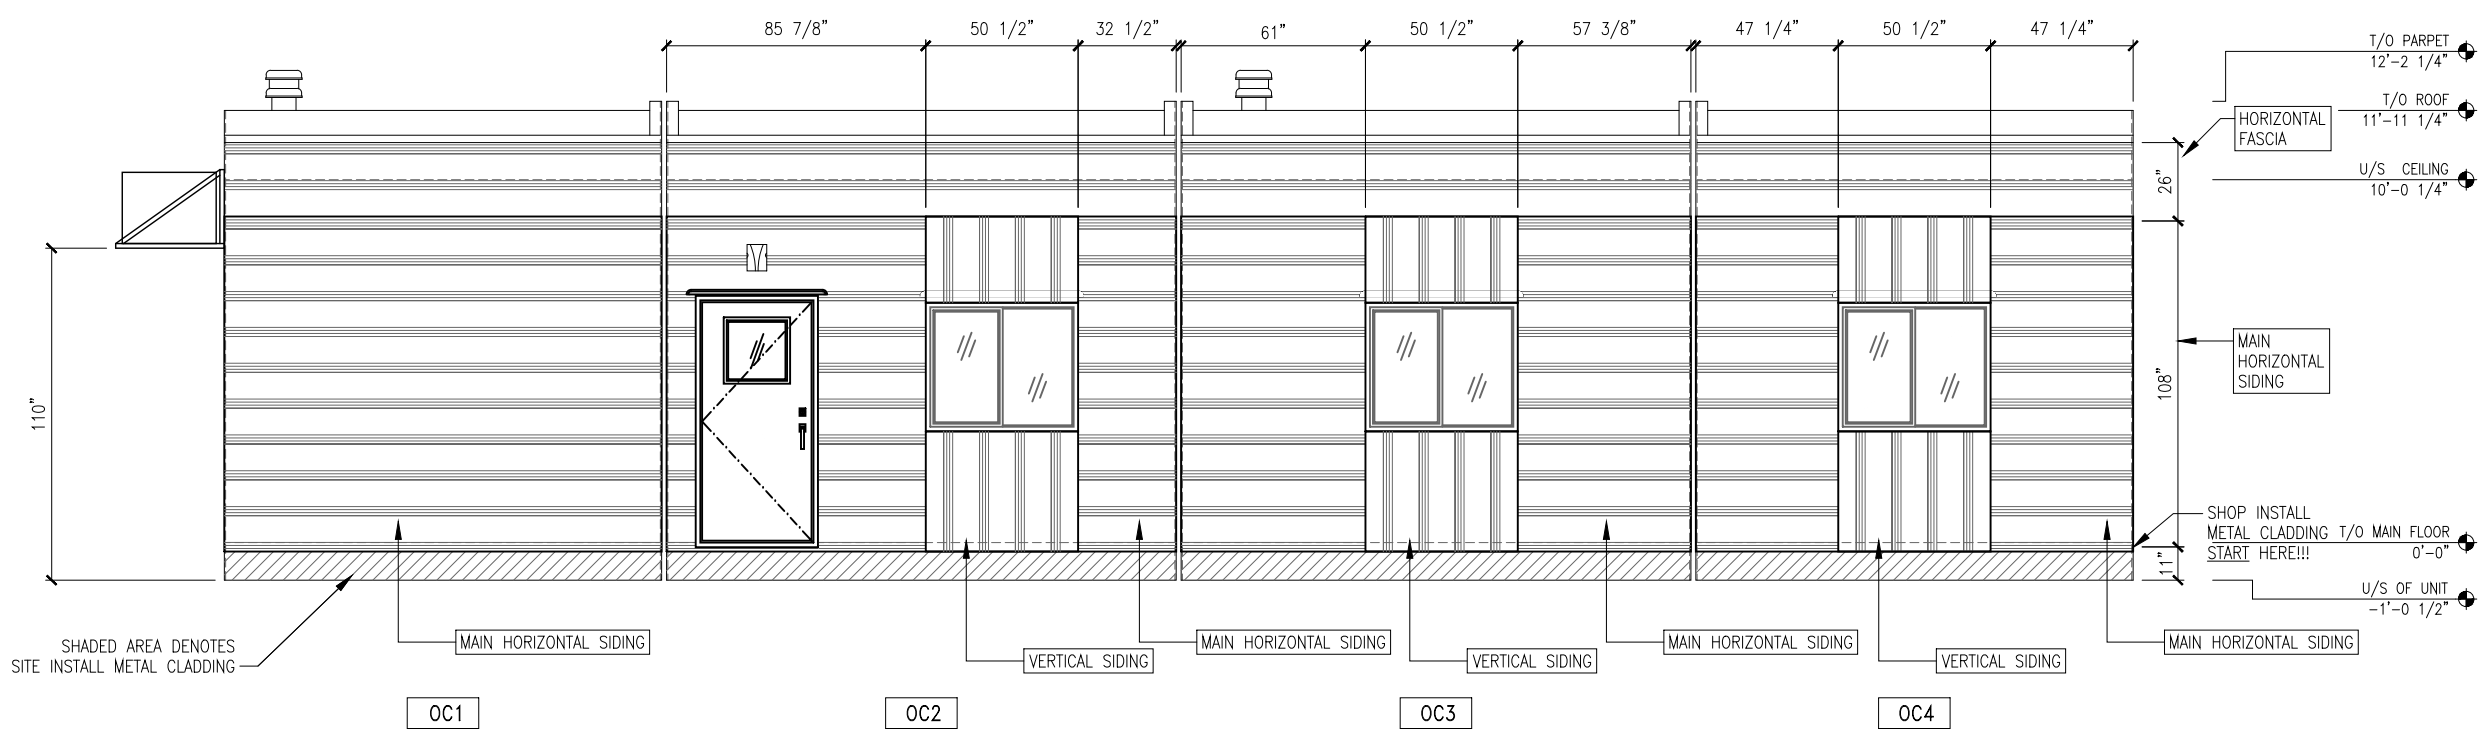 85 7/8"
50 1/2"
32 1/2"
61"
50 1/2"
57 3/8"
47 1/4"
50 1/2"
47 1/4"
T/O PARPET
12'-2 1/4"
T/O ROOF
11'-11 1/4"
HORIZONTAL
FASCIA
U/S CEILING
10'-0 1/4"
26"
MAIN
HORIZONTAL
SIDING
108"
110"
SHOP INSTALL
METAL CLADDING
START HERE!!!
T/O MAIN FLOOR
0'-0"
11"
U/S OF UNIT
-1'-0 1/2"
SHADED AREA DENOTES
SITE INSTALL METAL CLADDING
MAIN HORIZONTAL SIDING
VERTICAL SIDING
MAIN HORIZONTAL SIDING
VERTICAL SIDING
MAIN HORIZONTAL SIDING
VERTICAL SIDING
MAIN HORIZONTAL SIDING
OC1
OC2
OC3
OC4